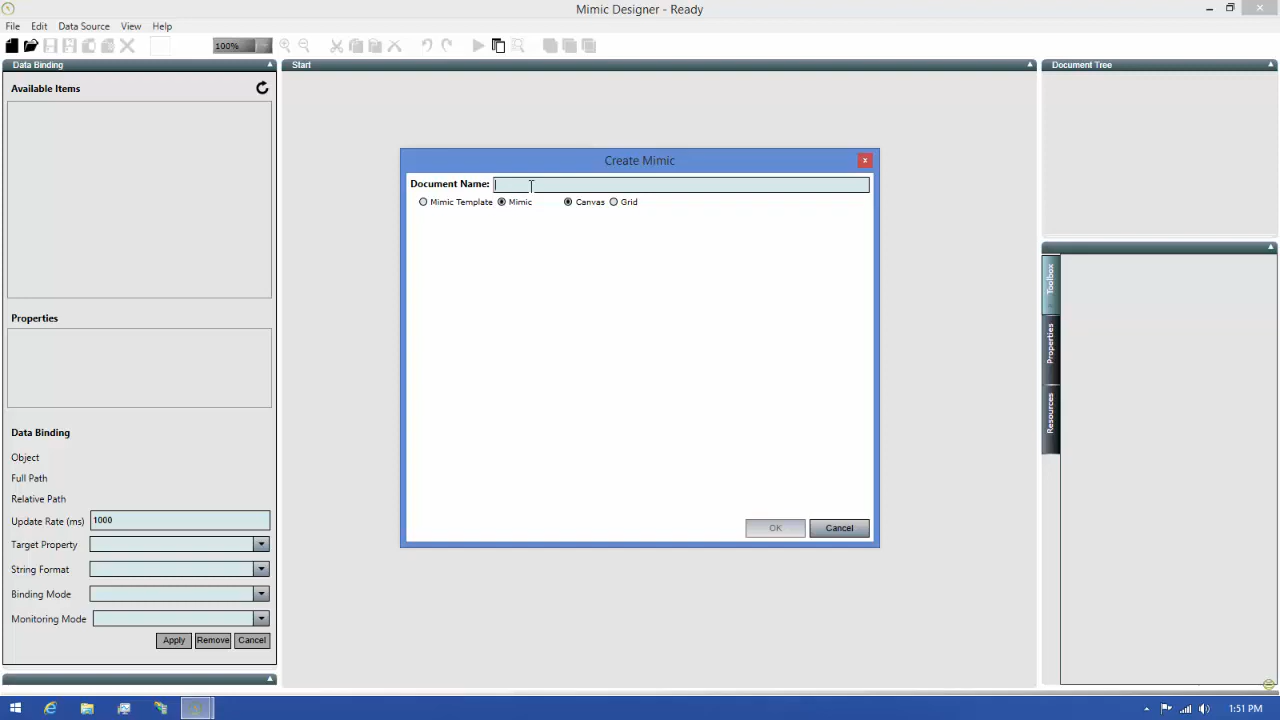 Mimic Designer - Ready
File Edit Data Source View Help
100%
Data Binding
Start
Document Tree
Available Items
Create Mimic
x
Document Name:
Mimic Template Mimic Canvas Grid
Toolbox
Properties
Resources
Properties
Data Binding
Object
Full Path
Relative Path
Update Rate (ms) 1000
Target Property
String Format
Binding Mode
Monitoring Mode
Apply Remove Cancel
OK Cancel
1:51 PM